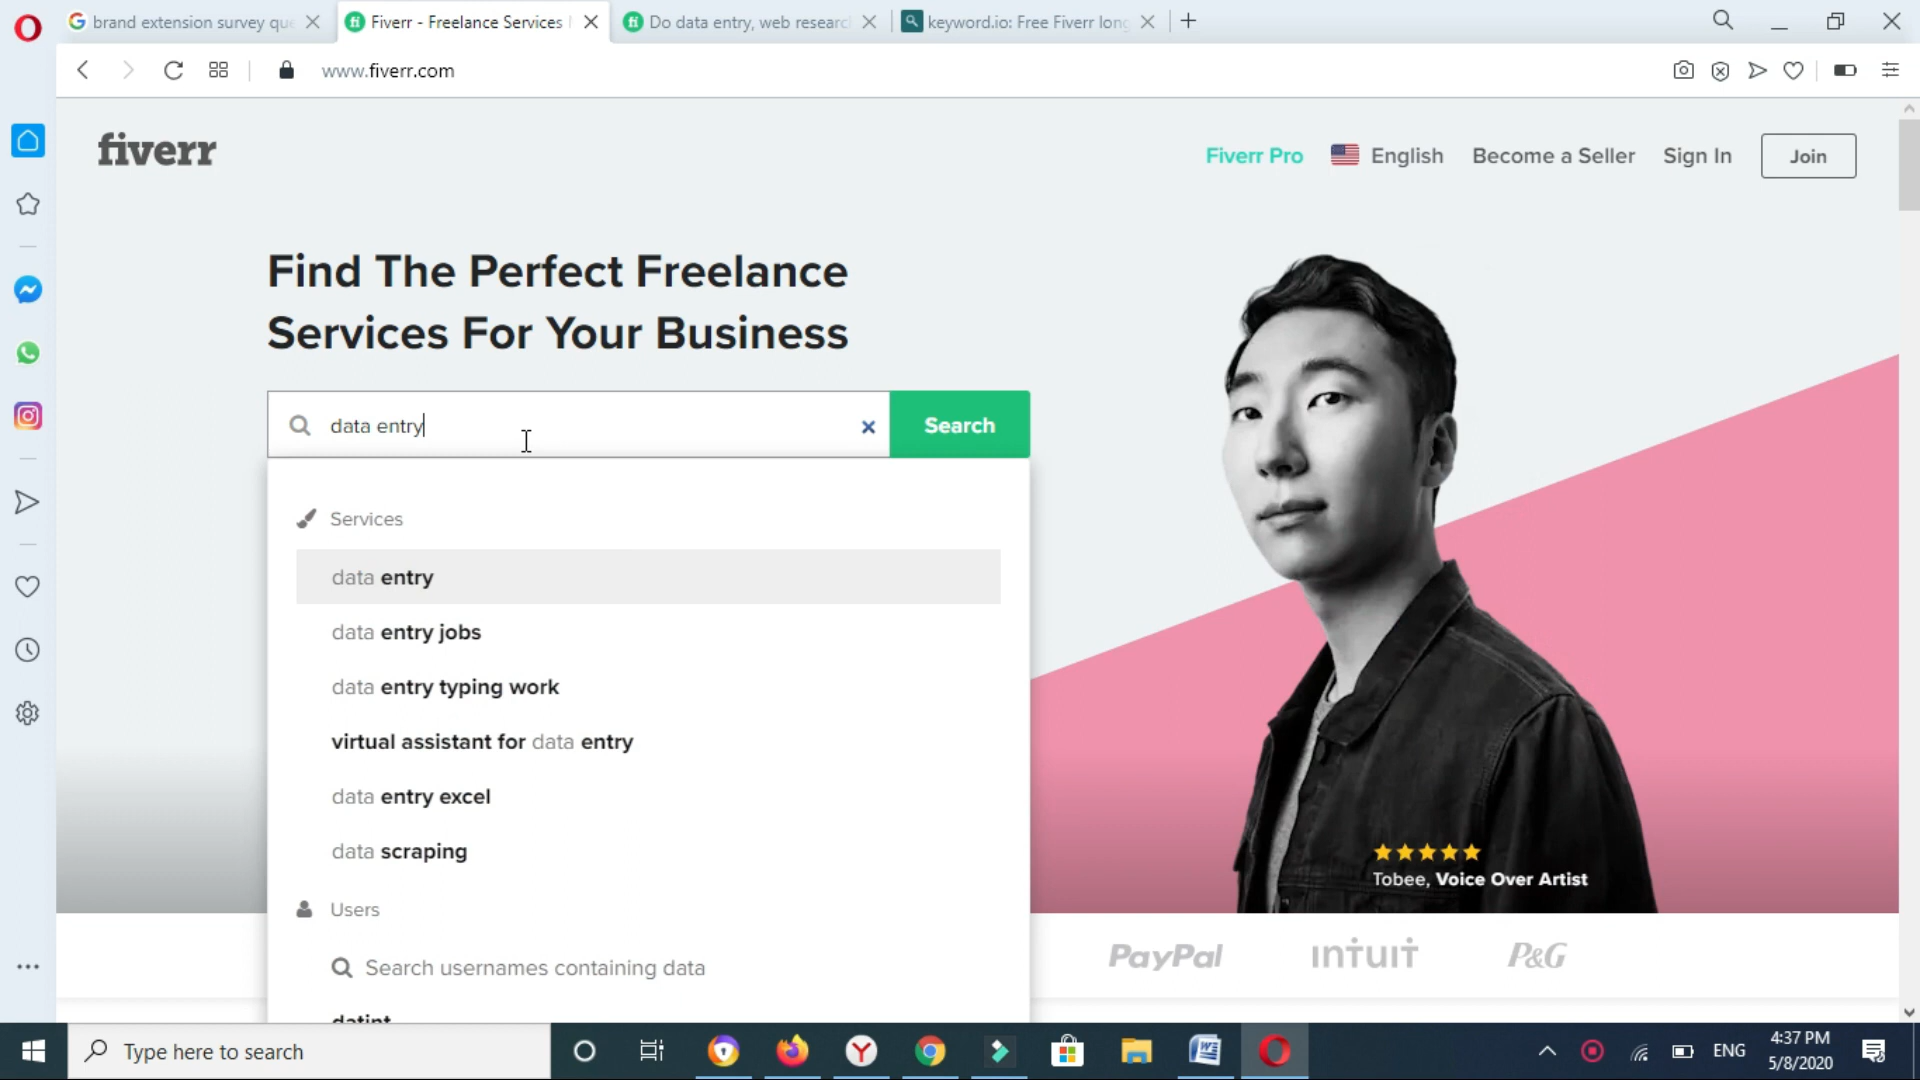 brand extension survey que
Fiverr - Freelance Services
Do data entry, web researc
keyword.io: Free Fiverr long
www.fiverr.com
fiverr
Fiverr Pro
English
Become a Seller
Sign In
Join
Find The Perfect Freelance
Services For Your Business
data entry
Search
Services
data entry
data entry jobs
data entry typing work
virtual assistant for data entry
data entry excel
data scraping
Users
Search usernames containing data
datint
Tobee, Voice Over Artist
PayPal
intuit
P&G
Type here to search
ENG
4:37 PM
5/8/2020